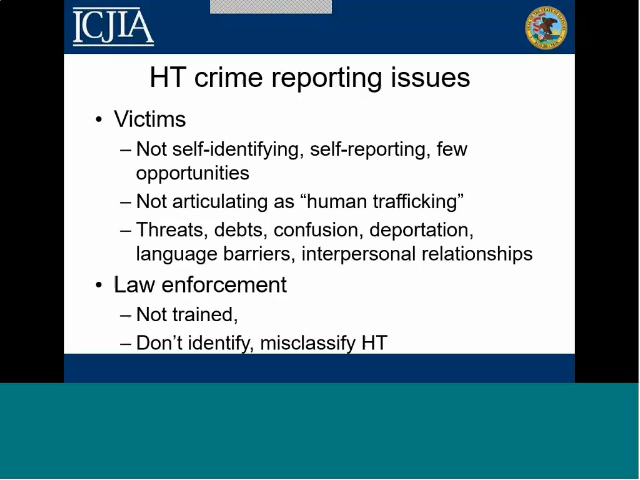 ICJIA
HT crime reporting issues
• Victims
– Not self-identifying, self-reporting, few
opportunities
– Not articulating as “human trafficking”
– Threats, debts, confusion, deportation,
language barriers, interpersonal relationships
• Law enforcement
– Not trained,
– Don’t identify, misclassify HT